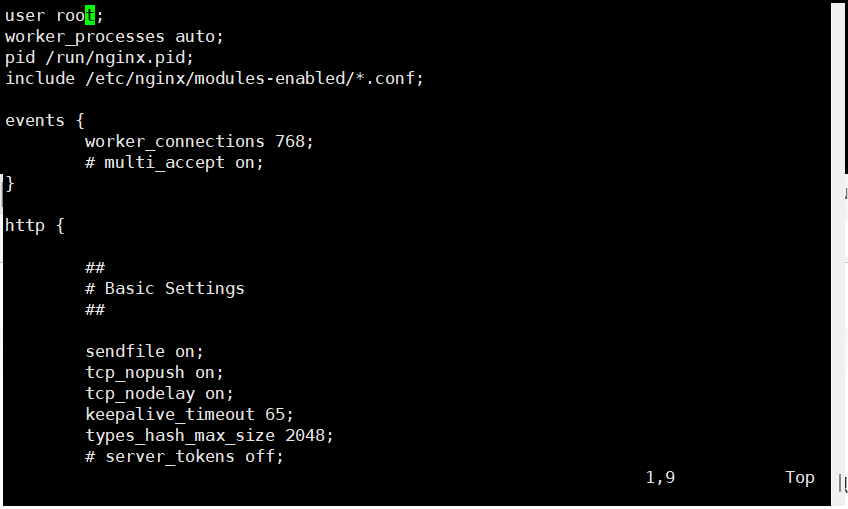 user root;
worker_processes auto;
pid /run/nginx.pid;
include /etc/nginx/modules-enabled/*.conf;
events {
worker_connections 768;
# multi_accept on;
}
http {
##
# Basic Settings
##
sendfile on;
tcp_nopush on;
tcp_nodelay on;
keepalive_timeout 65;
types_hash_max_size 2048;
# server_tokens off;
1,9 Top